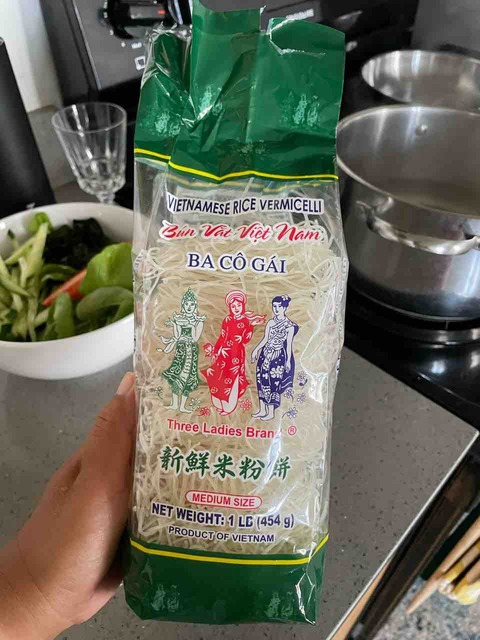 VIETNAMESE RICE VERMICELLI
Bún Vắt Việt Nam
BA CÔ GÁI
Three Ladies Brand ®
新鮮米粉餅
MEDIUM SIZE
NET WEIGHT: 1 LB (454 g)
PRODUCT OF VIETNAM